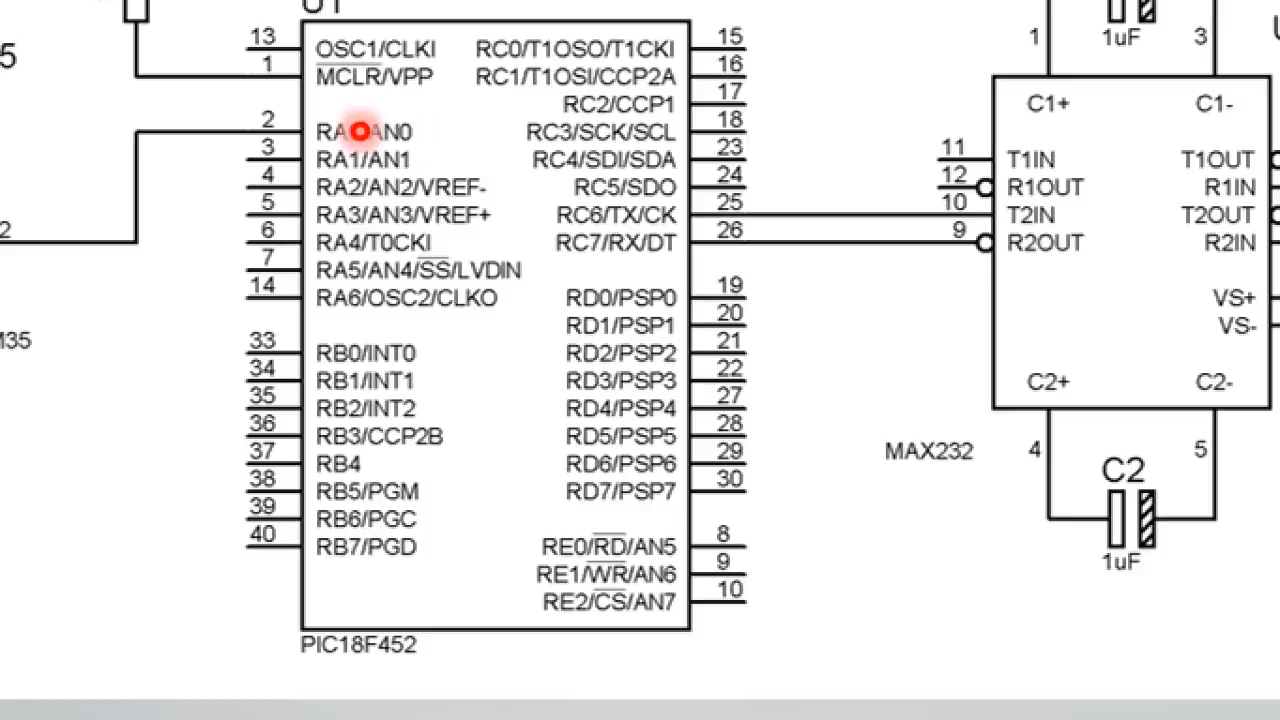 U1
13 OSC1/CLKI RC0/T1OSO/T1CKI 15
1 MCLR/VPP RC1/T1OSI/CCP2A 16
RC2/CCP1 17
2 RA AN0 RC3/SCK/SCL 18
3 RA1/AN1 RC4/SDI/SDA 23
4 RA2/AN2/VREF- RC5/SDO 24
5 RA3/AN3/VREF+ RC6/TX/CK 25
6 RA4/T0CKI RC7/RX/DT 26
7 RA5/AN4/SS/LVDIN
14 RA6/OSC2/CLKO RD0/PSP0 19
RD1/PSP1 20
33 RB0/INT0 RD2/PSP2 21
34 RB1/INT1 RD3/PSP3 22
35 RB2/INT2 RD4/PSP4 27
36 RB3/CCP2B RD5/PSP5 28
37 RB4 RD6/PSP6 29
38 RB5/PGM RD7/PSP7 30
39 RB6/PGC
40 RB7/PGD RE0/RD/AN5 8
RE1/WR/AN6 9
RE2/CS/AN7 10
PIC18F452
5
2
M35
1uF
1 3
C1+ C1-
11 T1IN T1OUT
12 R1OUT R1IN
10 T2IN T2OUT
9 R2OUT R2IN
VS+
VS-
C2+ C2-
MAX232
4 5
C2
1uF